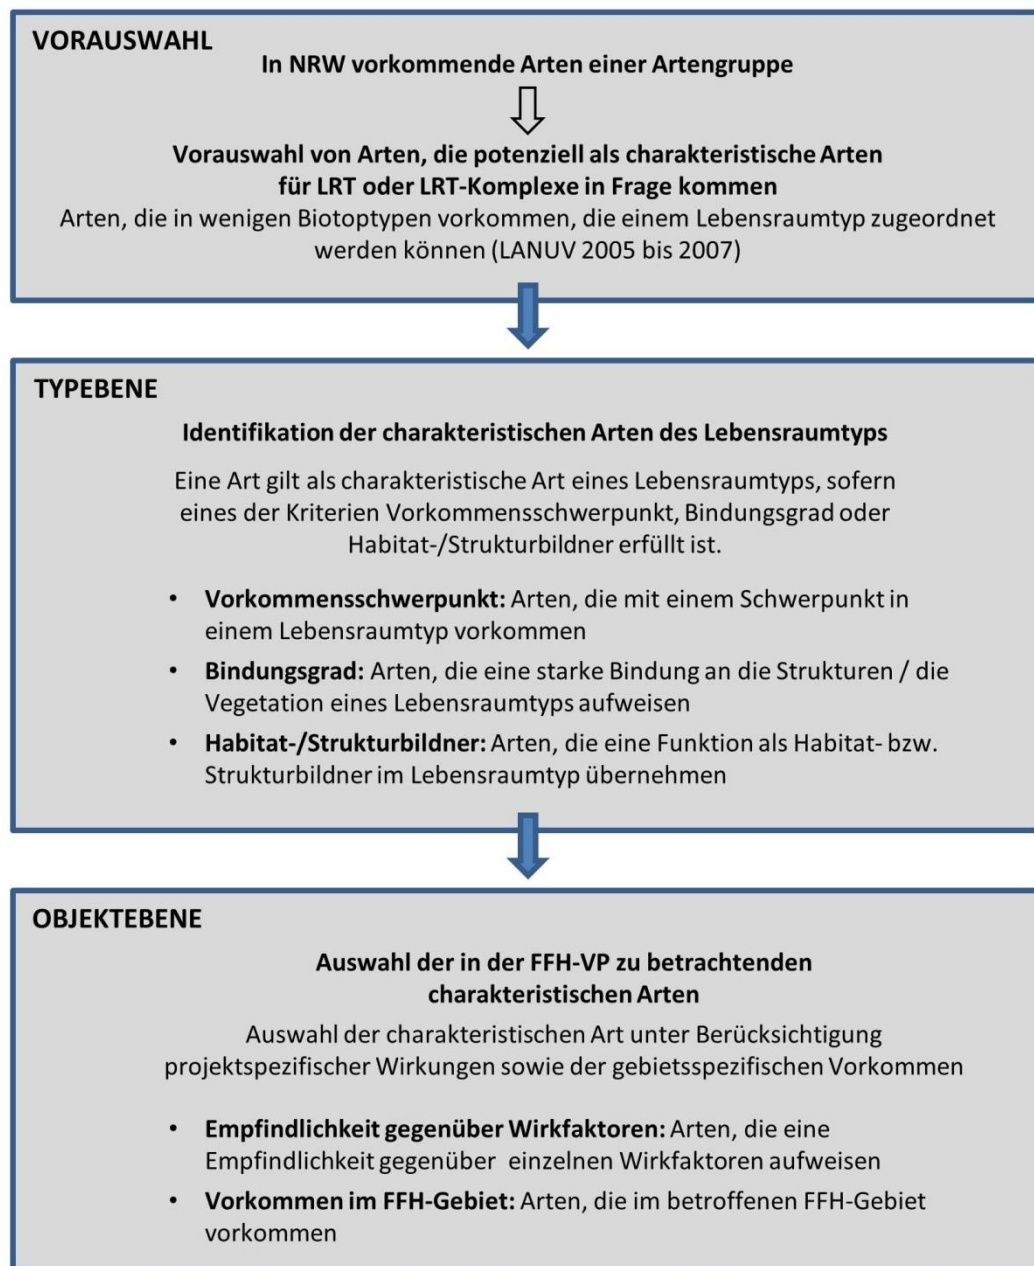 VORAUSWAHL
In NRW vorkommende Arten einer Artengruppe
Vorauswahl von Arten, die potenziell als charakteristische Arten
für LRT oder LRT-Komplexe in Frage kommen
Arten, die in wenigen Biotoptypen vorkommen, die einem Lebensraumtyp zugeordnet
werden können (LANUV 2005 bis 2007)
TYPEBENE
Identifikation der charakteristischen Arten des Lebensraumtyps
Eine Art gilt als charakteristische Art eines Lebensraumtyps, sofern
eines der Kriterien Vorkommensschwerpunkt, Bindungsgrad oder
Habitat-/Strukturbildner erfüllt ist.
• Vorkommensschwerpunkt: Arten, die mit einem Schwerpunkt in
einem Lebensraumtyp vorkommen
• Bindungsgrad: Arten, die eine starke Bindung an die Strukturen / die
Vegetation eines Lebensraumtyps aufweisen
• Habitat-/Strukturbildner: Arten, die eine Funktion als Habitat- bzw.
Strukturbildner im Lebensraumtyp übernehmen
OBJEKTEBENE
Auswahl der in der FFH-VP zu betrachtenden
charakteristischen Arten
Auswahl der charakteristischen Art unter Berücksichtigung
projektspezifischer Wirkungen sowie der gebietsspezifischen Vorkommen
• Empfindlichkeit gegenüber Wirkfaktoren: Arten, die eine
Empfindlichkeit gegenüber einzelnen Wirkfaktoren aufweisen
• Vorkommen im FFH-Gebiet: Arten, die im betroffenen FFH-Gebiet
vorkommen